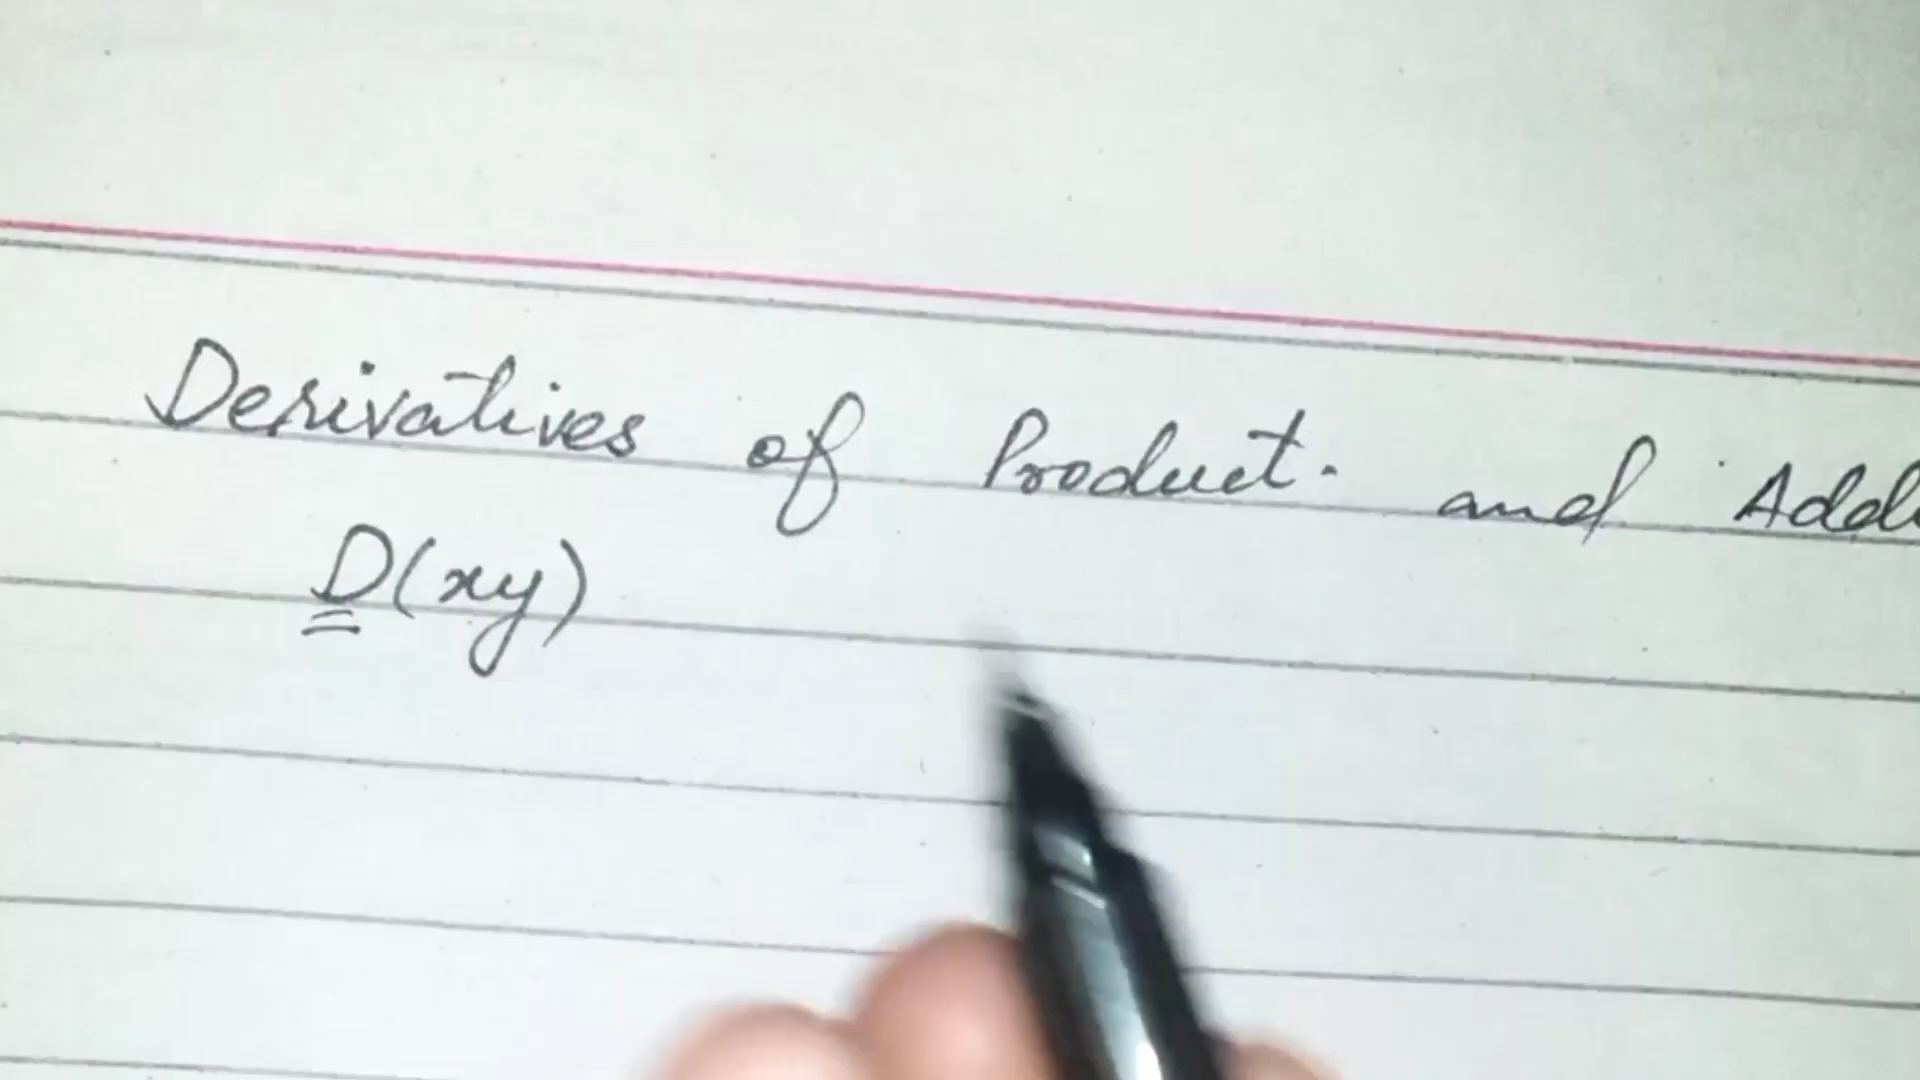 Derivatives of Product. and
D(xy)